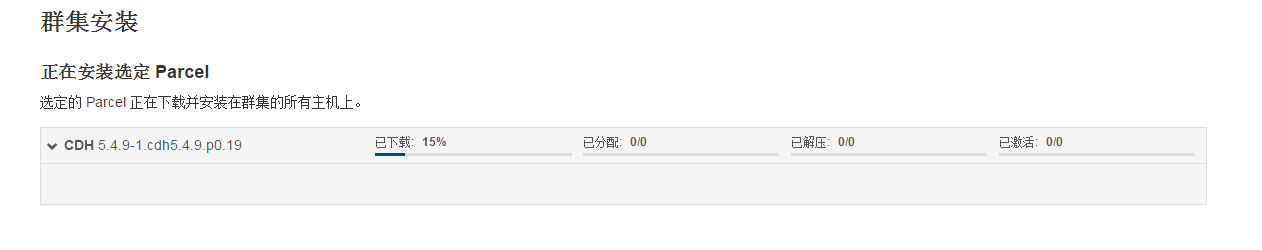 群集安装
正在安装选定 Parcel
选定的 Parcel 正在下载并安装在群集的所有主机上。
CDH 5.4.9-1.cdh5.4.9.p0.19 已下载: 15% 已分配: 0/0 已解压: 0/0 已激活: 0/0